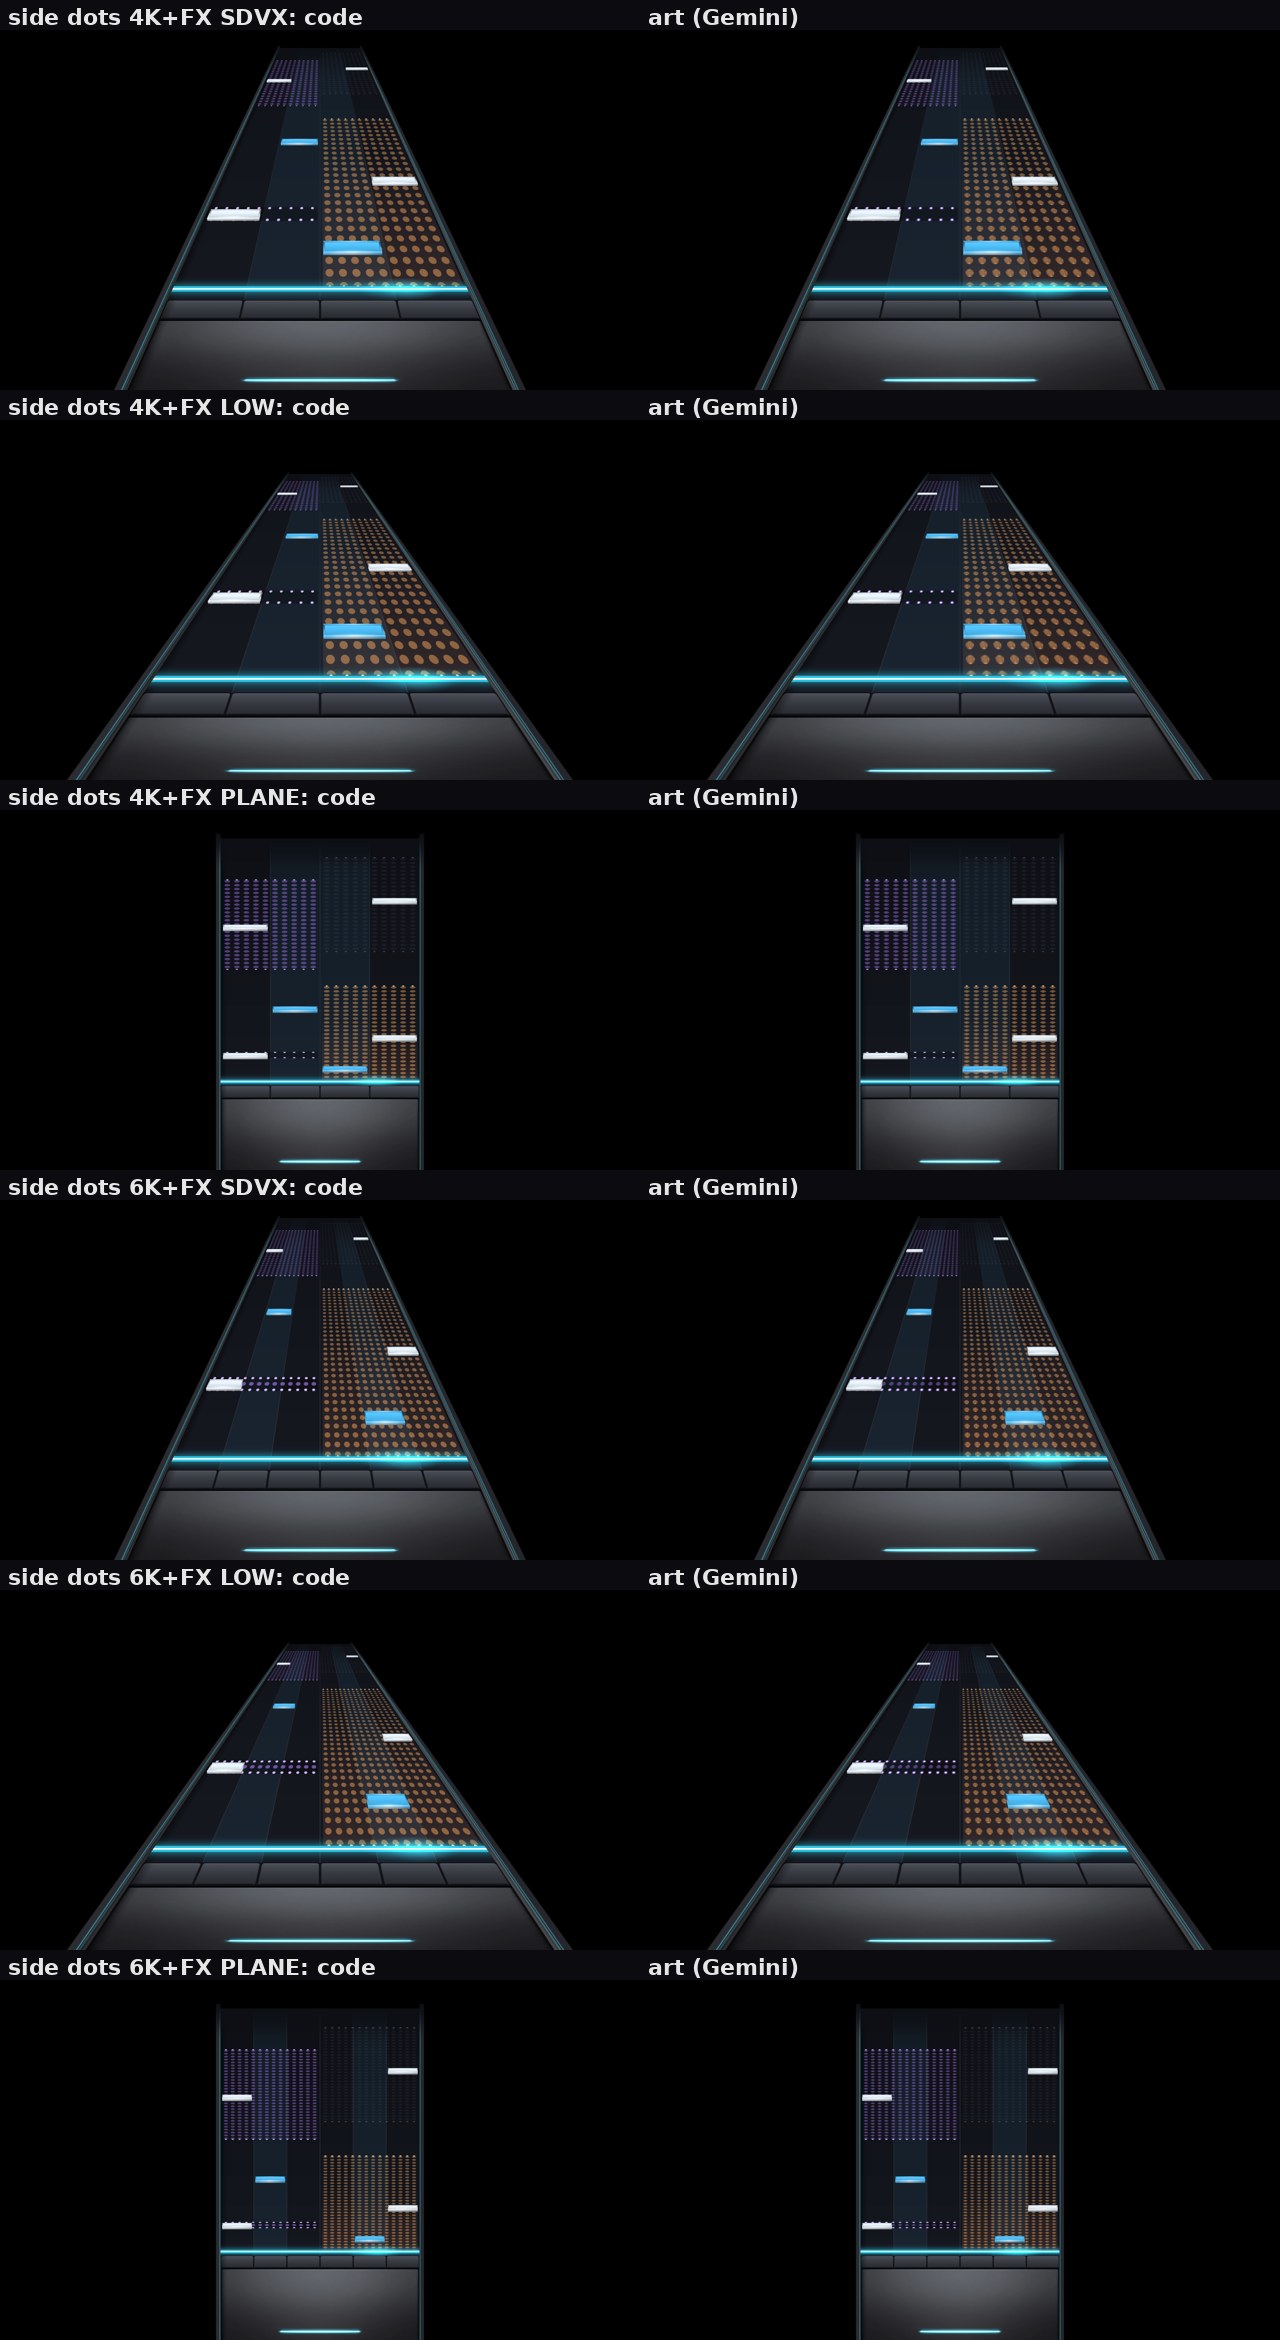 side dots 4K+FX SDVX: code
art (Gemini)
side dots 4K+FX LOW: code
art (Gemini)
side dots 4K+FX PLANE: code
art (Gemini)
side dots 6K+FX SDVX: code
art (Gemini)
side dots 6K+FX LOW: code
art (Gemini)
side dots 6K+FX PLANE: code
art (Gemini)